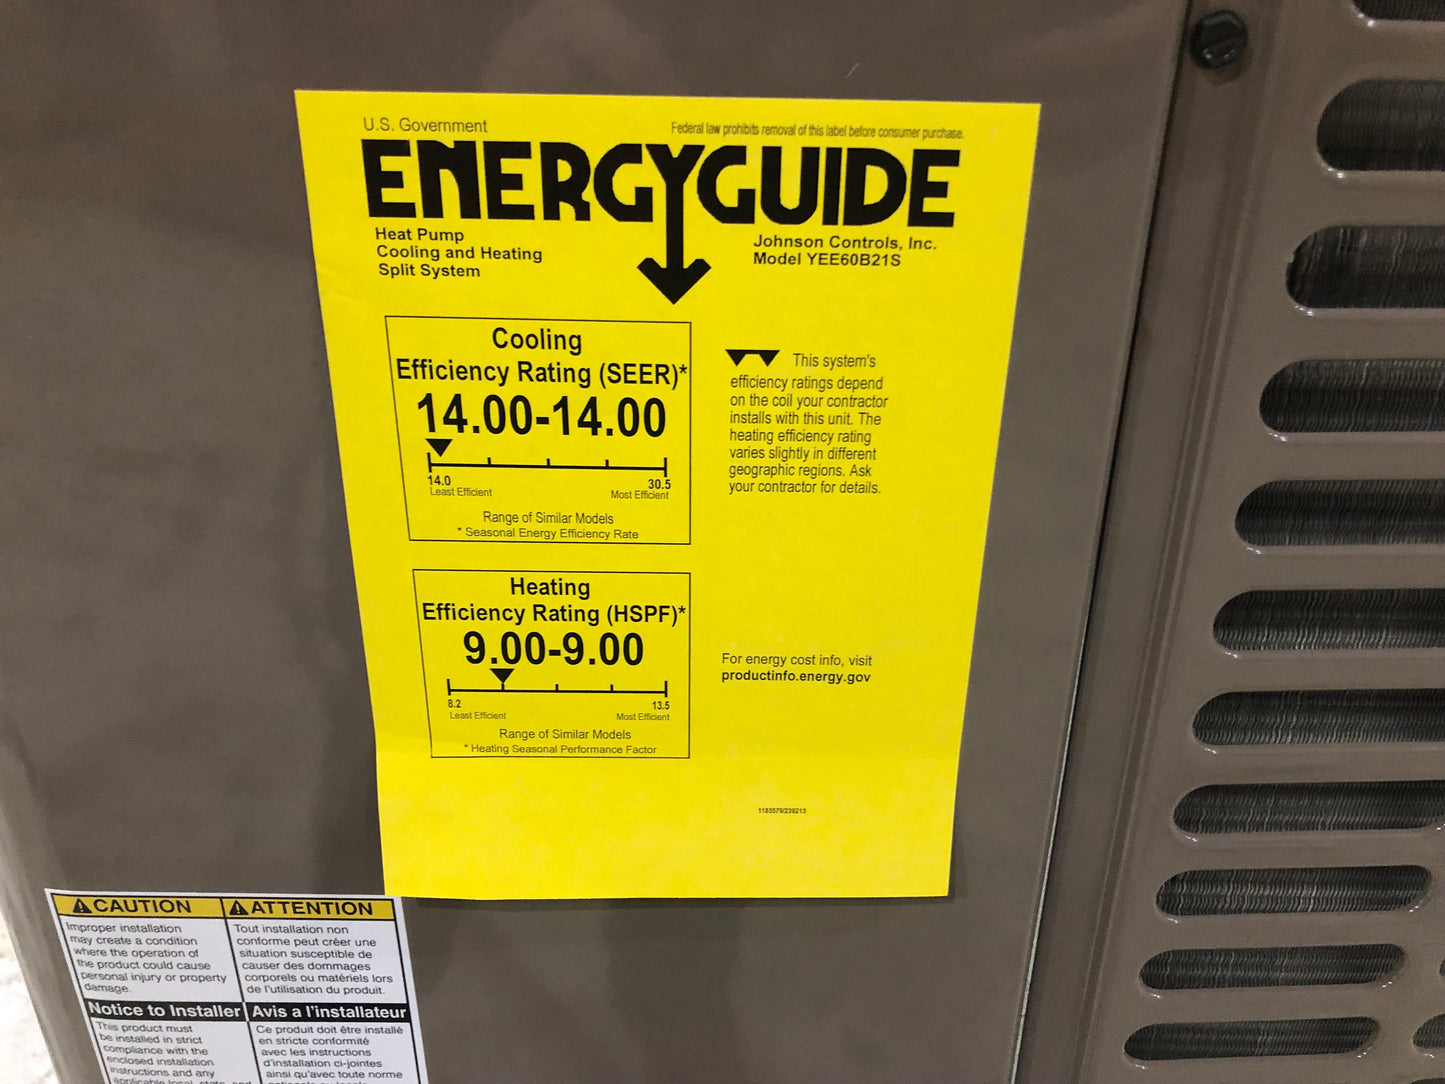 U.S. Government
Federal law prohibits removal of this label before consumer purchase.
ENERGYGUIDE
Heat Pump
Cooling and Heating
Split System
Johnson Controls, Inc.
Model YEE60B21S
Cooling
Efficiency Rating (SEER)*
14.00-14.00
14.0
30.5
Least Efficient
Most Efficient
Range of Similar Models
* Seasonal Energy Efficiency Rate
This system's
efficiency ratings depend
on the coil your contractor
installs with this unit. The
heating efficiency rating
varies slightly in different
geographic regions. Ask
your contractor for details.
Heating
Efficiency Rating (HSPF)*
9.00-9.00
8.2
13.5
Least Efficient
Most Efficient
Range of Similar Models
* Heating Seasonal Performance Factor
For energy cost info, visit
productinfo.energy.gov
1185579/239213
CAUTION
Improper installation
may create a condition
where the operation of
the product could cause
personal injury or property
damage.
ATTENTION
Tout installation non
conforme peut créer une
situation susceptible de
causer des dommages
corporels ou matériels lors
de l'utilisation du produit.
Notice to Installer
This product must
be installed in strict
compliance with the
enclosed installation
instructions and any
applicable local, state, and
Avis a l'installateur
Ce produit doit être installé
en stricte conformité
avec les instructions
d'installation ci-jointes
ainsi qu'avec toute norme